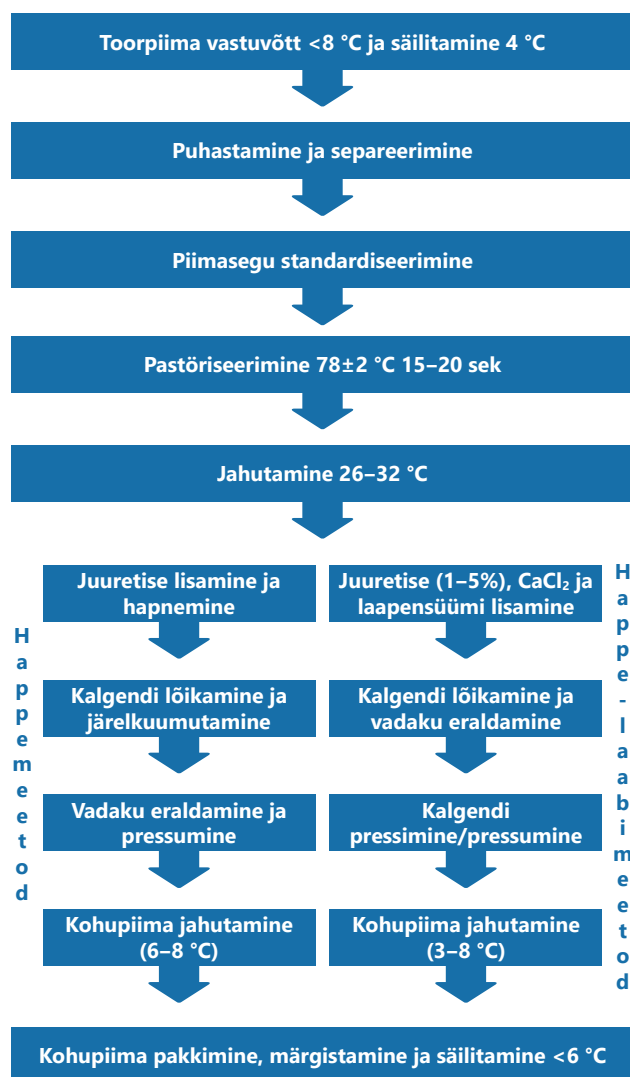 Toorpiima vastuvõtt <8 °C ja säilitamine 4 °C
Puhastamine ja separeerimine
Piimasegu standardiseerimine
Pastöriseerimine 78±2 °C 15–20 sek
Jahutamine 26–32 °C
Happemeetod
Juuretise lisamine ja
hapnemine
Kalgendi lõikamine ja
järelkuumutamine
Vadaku eraldamine ja
pressumine
Kohupiima jahutamine
(6–8 °C)
Juuretise (1–5%), CaCl₂ ja
laapensüümi lisamine
Kalgendi lõikamine ja
vadaku eraldamine
Kalgendi
pressimine/pressumine
Kohupiima jahutamine
(3–8 °C)
Happe-laabimeetod
Kohupiima pakkimine, märgistamine ja säilitamine <6 °C